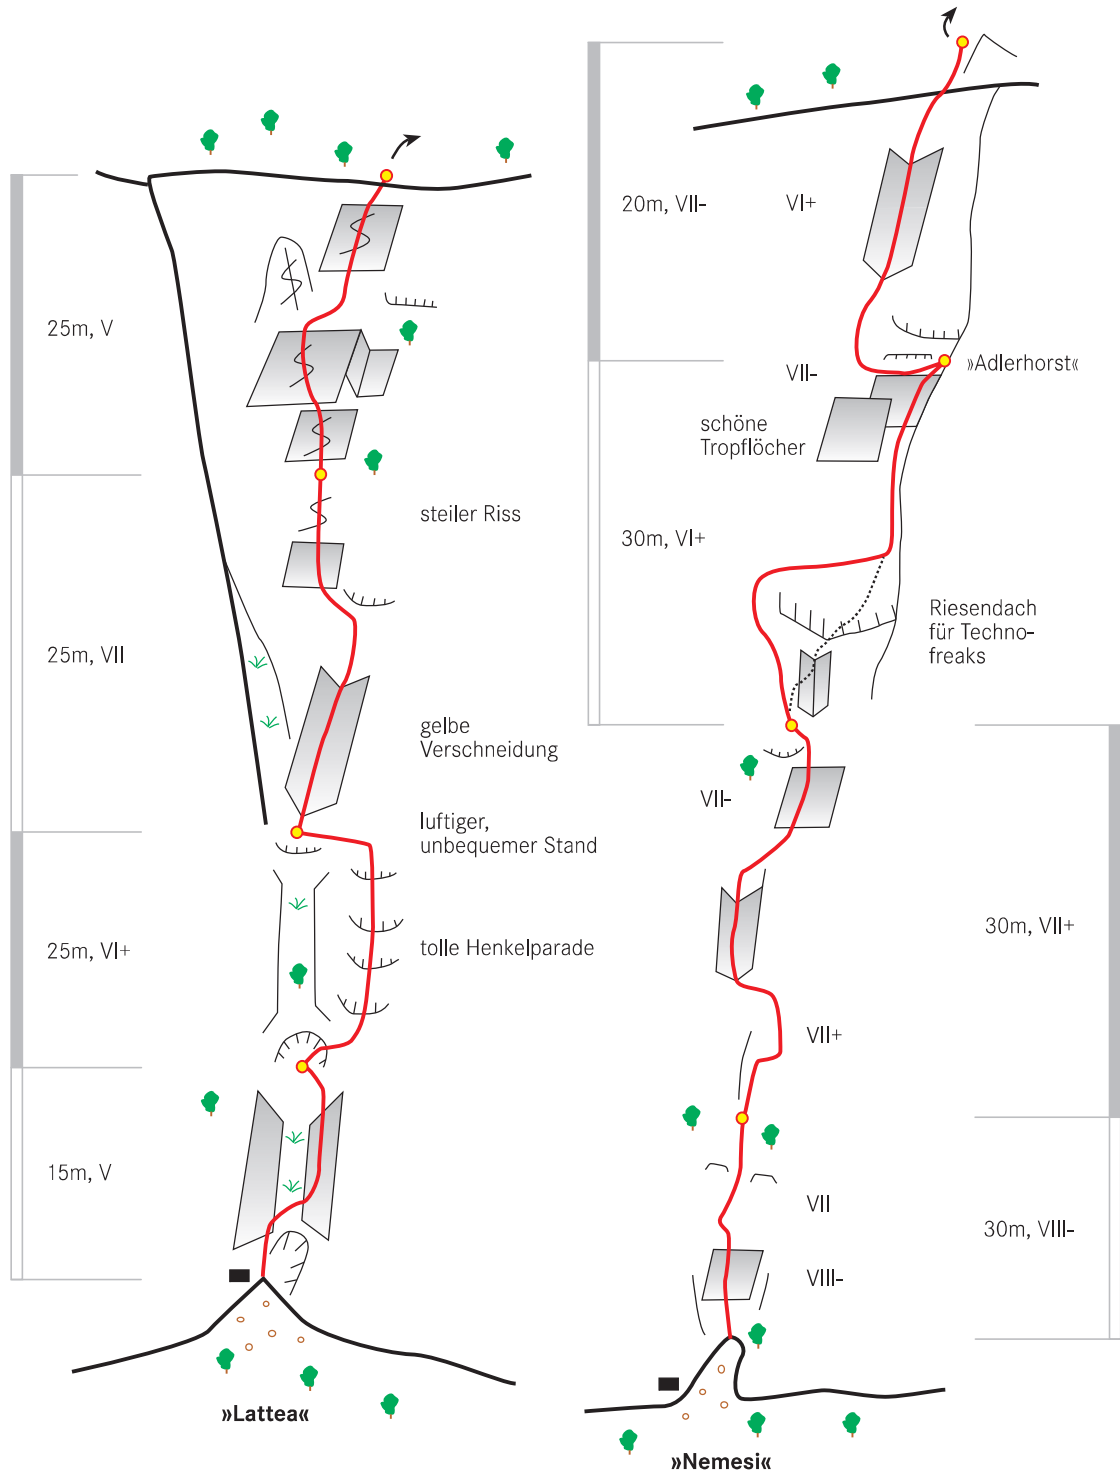 25m, V
steiler Riss
25m, VII
gelbe
Verschneidung
luftiger,
unbequemer Stand
25m, VI+
tolle Henkelparade
15m, V
»Lattea«
20m, VII-
VI+
»Adlerhorst«
VII-
schöne
Tropflöcher
30m, VI+
Riesendach
für Techno-
freaks
VII-
30m, VII+
VII+
VII
30m, VIII-
VIII-
»Nemesi«